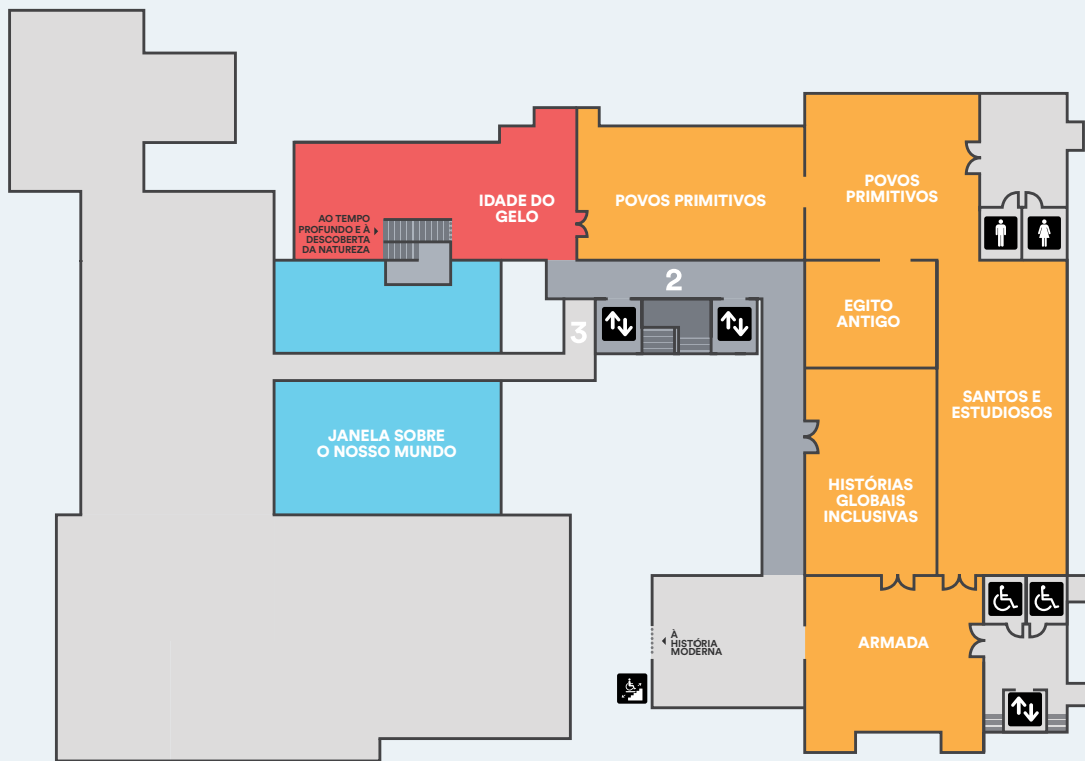 IDADE DO
GELO
POVOS PRIMITIVOS
POVOS
PRIMITIVOS
AO TEMPO
PROFUNDO E À
DESCOBERTA
DA NATUREZA
2
3
EGITO
ANTIGO
SANTOS E
ESTUDIOSOS
JANELA SOBRE
O NOSSO MUNDO
HISTÓRIAS
GLOBAIS
INCLUSIVAS
À
HISTÓRIA
MODERNA
ARMADA